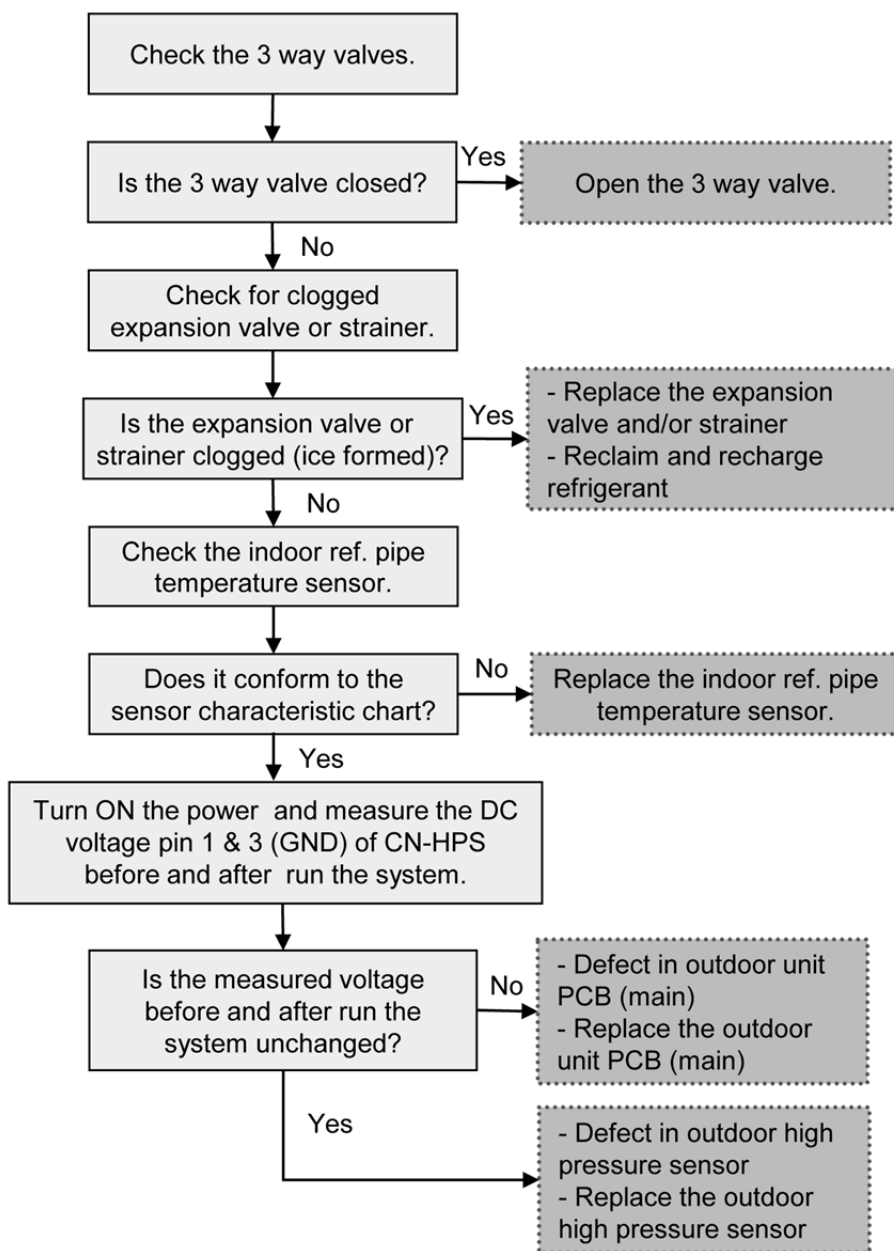 Check the 3 way valves.
Is the 3 way valve closed?
Yes
Open the 3 way valve.
No
Check for clogged
expansion valve or strainer.
Is the expansion valve or
strainer clogged (ice formed)?
Yes
- Replace the expansion
valve and/or strainer
- Reclaim and recharge
refrigerant
No
Check the indoor ref. pipe
temperature sensor.
Does it conform to the
sensor characteristic chart?
No
Replace the indoor ref. pipe
temperature sensor.
Yes
Turn ON the power and measure the DC
voltage pin 1 & 3 (GND) of CN-HPS
before and after run the system.
Is the measured voltage
before and after run the
system unchanged?
No
- Defect in outdoor unit
PCB (main)
- Replace the outdoor
unit PCB (main)
Yes
- Defect in outdoor high
pressure sensor
- Replace the outdoor
high pressure sensor